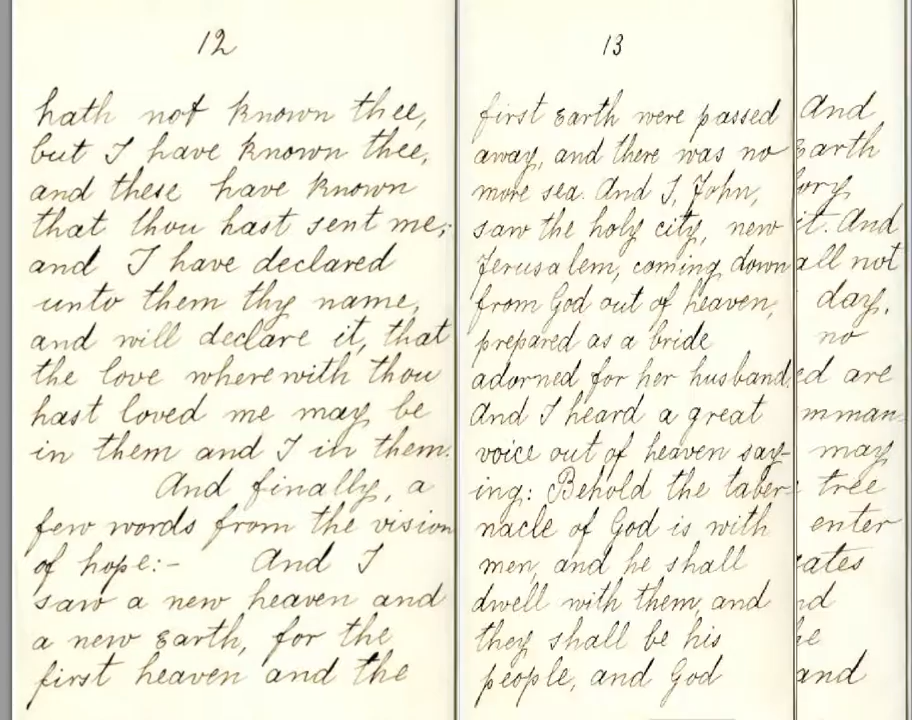 12
hath not known thee,
but I have known thee,
and these have known
that thou hast sent me;
and I have declared
unto them thy name,
and will declare it, that
the love wherewith thou
hast loved me may be
in them and I in them.
And finally, a
few words from the vision
of hope:- And I
saw a new heaven and
a new Earth, for the
first heaven and the
13
first Earth were passed
away, and there was no
more sea. And I, John,
saw the holy city, new
Jerusalem, coming down
from God out of heaven,
prepared as a bride
adorned for her husband.
And I heard a great
voice out of heaven say-
ing: Behold the taber-
nacle of God is with
men, and he shall
dwell with them, and
they shall be his
people, and God
And
Earth
ory
it. And
all not
day,
no
ed are
mman-
may
tree
enter
ates
nd
he
and